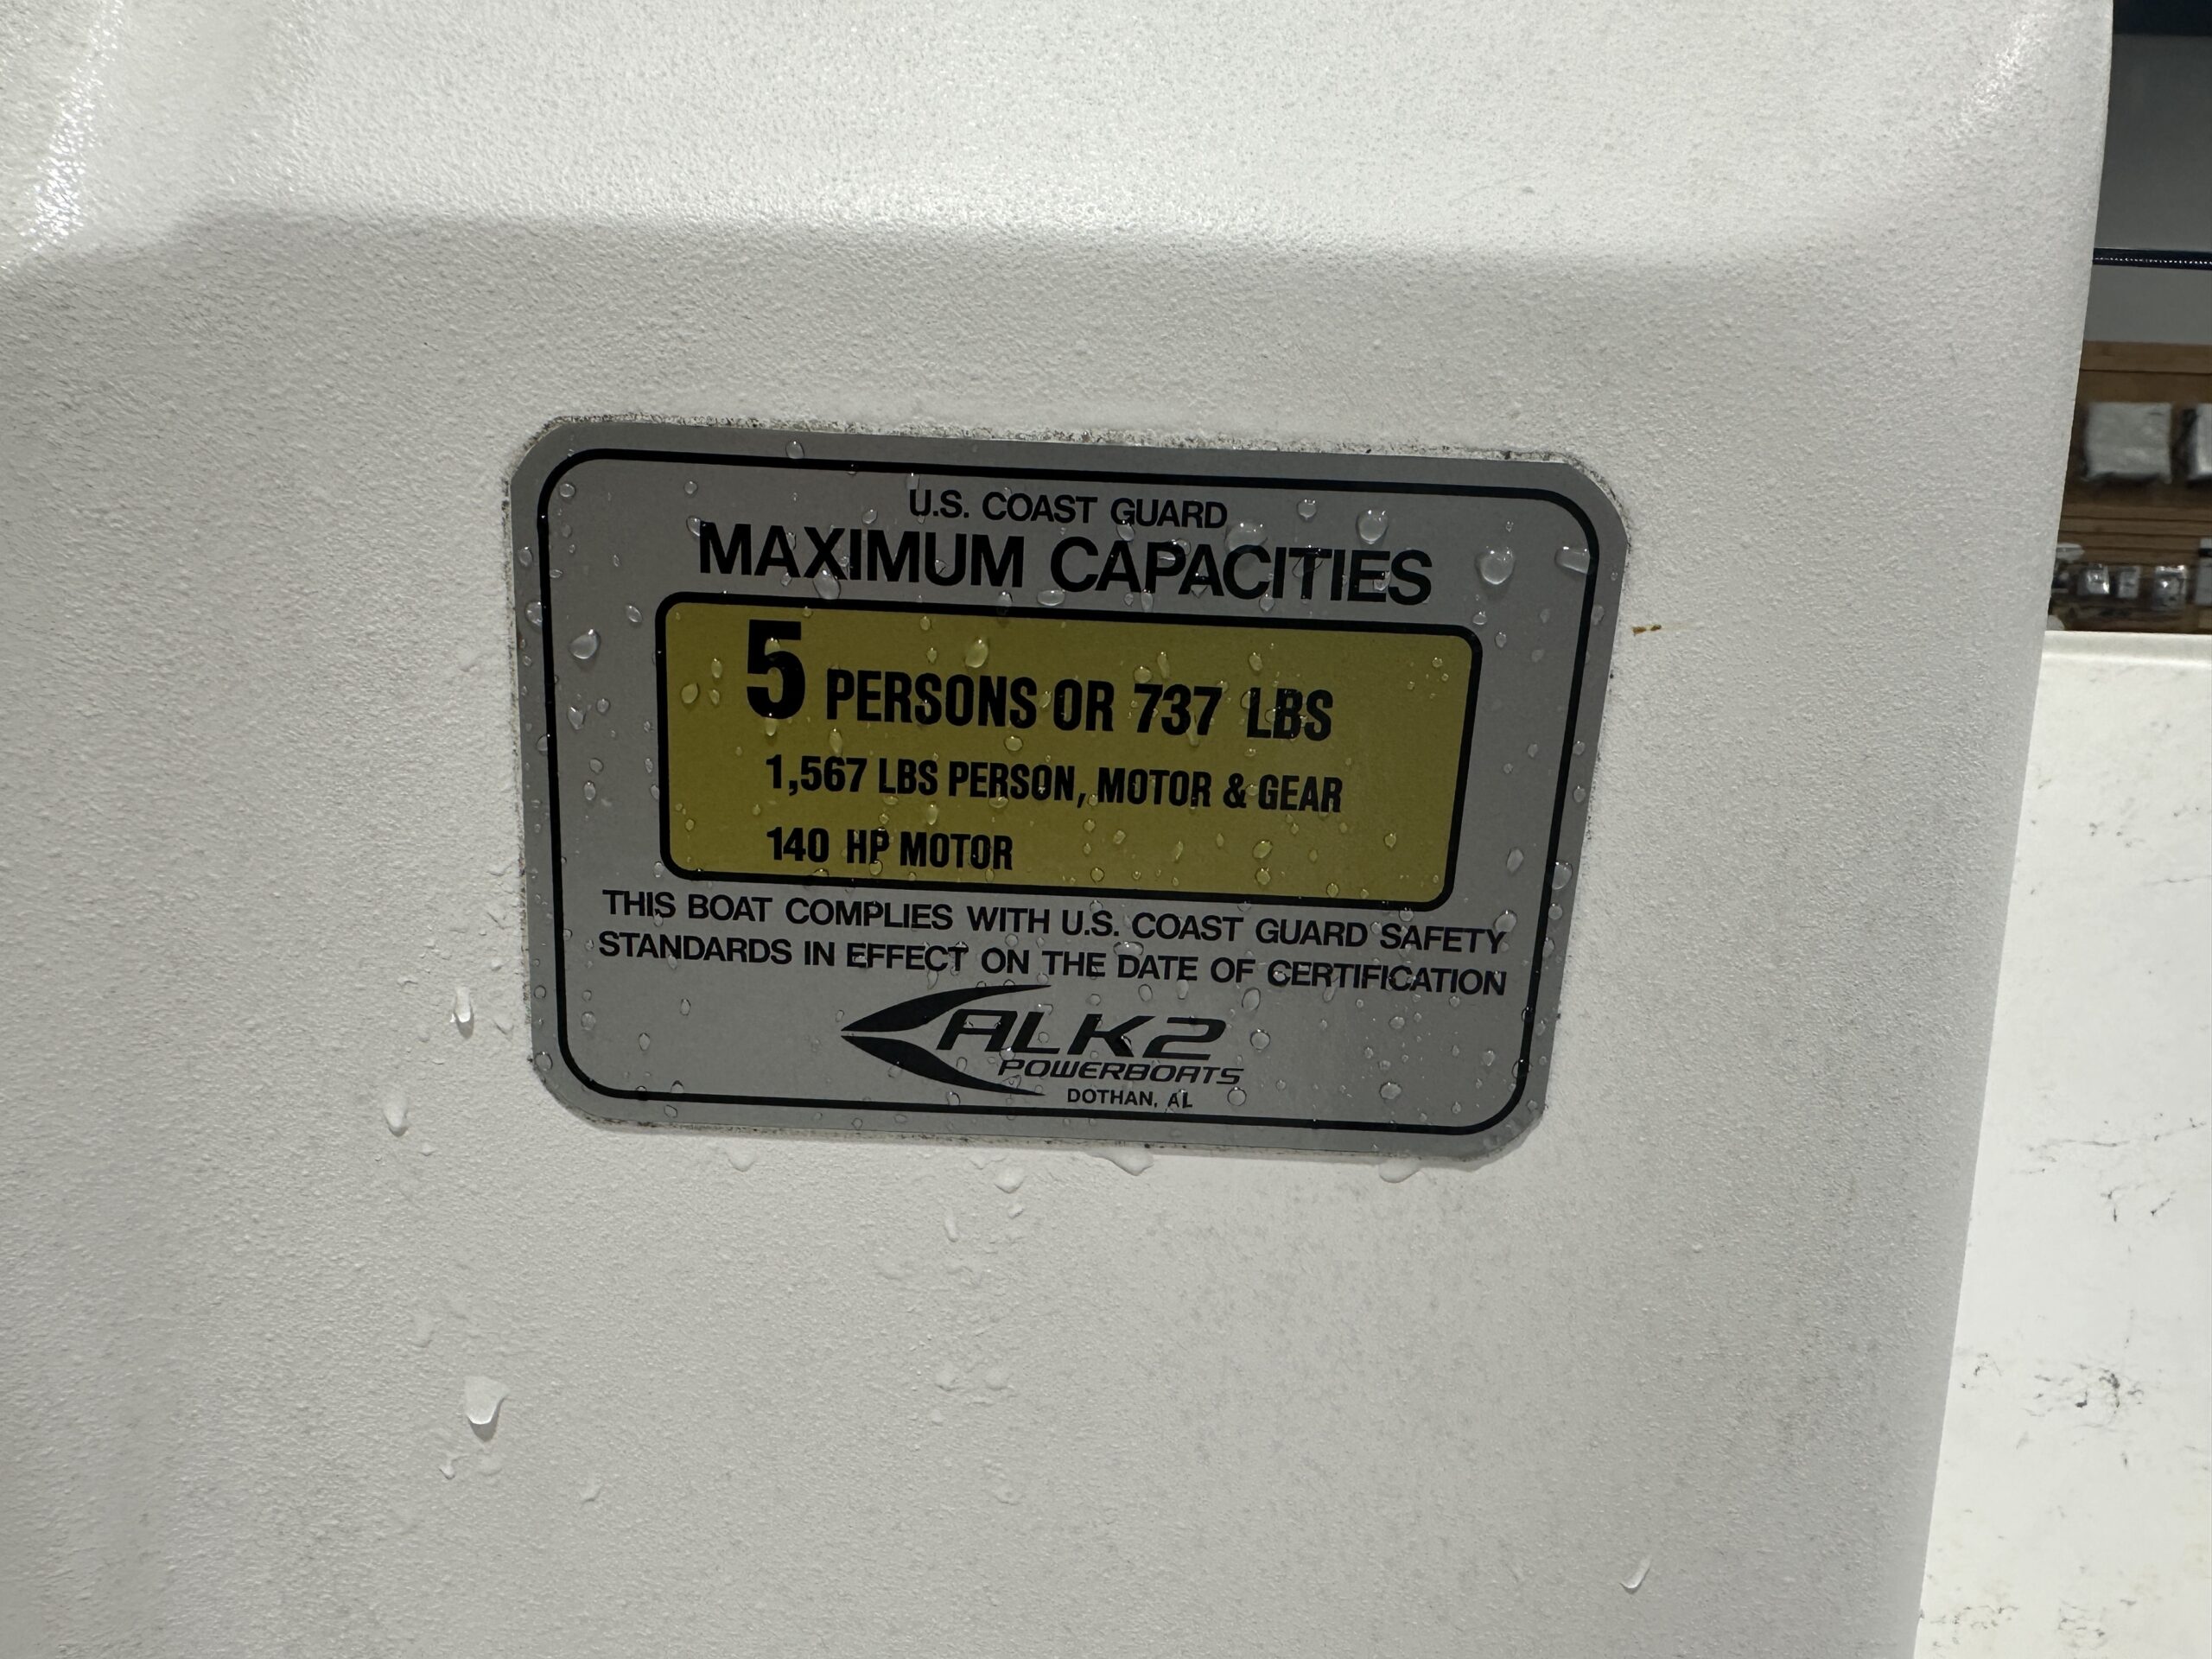 U.S. COAST GUARD
MAXIMUM CAPACITIES
5 PERSONS OR 737 LBS
1,567 LBS PERSON, MOTOR & GEAR
140 HP MOTOR
THIS BOAT COMPLIES WITH U.S. COAST GUARD SAFETY
STANDARDS IN EFFECT ON THE DATE OF CERTIFICATION
ALK2
POWERBOATS
DOTHAN, AL